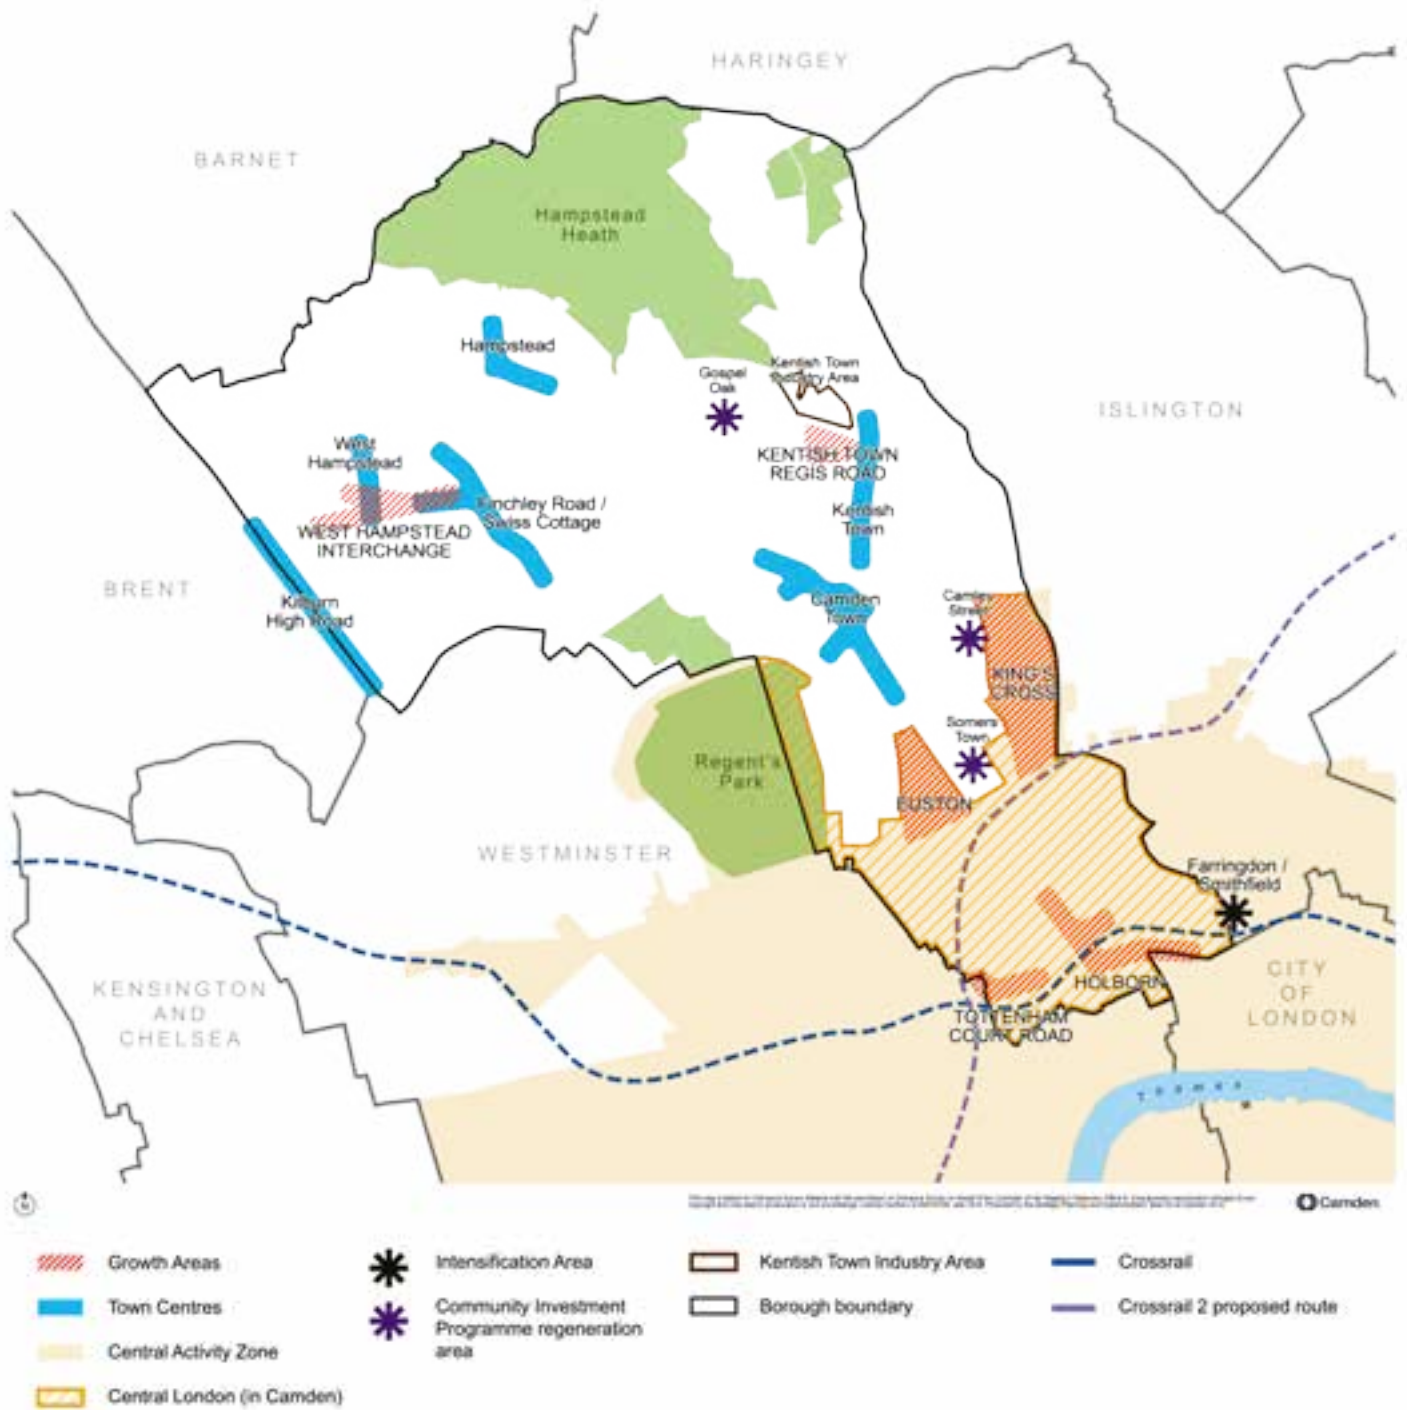 HARINGEY
BARNET
Hampstead
Heath
Hampstead
Gospel
Oak
Kentish Town
Industry Area
ISLINGTON
West
Hampstead
KENTISH TOWN
REGIS ROAD
Finchley Road /
Swiss Cottage
Kentish
Town
WEST HAMPSTEAD
INTERCHANGE
BRENT
Kilburn
High Road
Camden
Town
Camley
Street
KING'S
CROSS
Somers
Town
Regent's
Park
EUSTON
WESTMINSTER
Farringdon /
Smithfield
KENSINGTON
AND
CHELSEA
HOLBORN
CITY
OF
LONDON
TOTTENHAM
COURT ROAD
Thames
N
Camden
Growth Areas
Town Centres
Central Activity Zone
Central London (in Camden)
Intensification Area
Community Investment
Programme regeneration
area
Kentish Town Industry Area
Borough boundary
Crossrail
Crossrail 2 proposed route